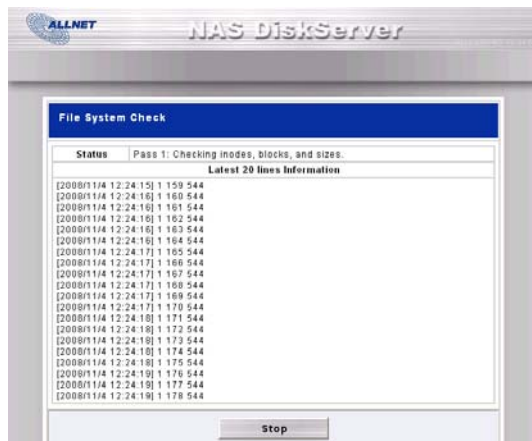 ALLNET
NAS DiskServer
File System Check
Status Pass 1: Checking inodes, blocks, and sizes.
Latest 20 lines Information
[2008/11/4 12:24:15] 1 159 544
[2008/11/4 12:24:16] 1 160 544
[2008/11/4 12:24:16] 1 161 544
[2008/11/4 12:24:16] 1 162 544
[2008/11/4 12:24:16] 1 163 544
[2008/11/4 12:24:16] 1 164 544
[2008/11/4 12:24:17] 1 165 544
[2008/11/4 12:24:17] 1 166 544
[2008/11/4 12:24:17] 1 167 544
[2008/11/4 12:24:17] 1 168 544
[2008/11/4 12:24:17] 1 169 544
[2008/11/4 12:24:17] 1 170 544
[2008/11/4 12:24:18] 1 171 544
[2008/11/4 12:24:18] 1 172 544
[2008/11/4 12:24:18] 1 173 544
[2008/11/4 12:24:18] 1 174 544
[2008/11/4 12:24:18] 1 175 544
[2008/11/4 12:24:19] 1 176 544
[2008/11/4 12:24:19] 1 177 544
[2008/11/4 12:24:19] 1 178 544
Stop